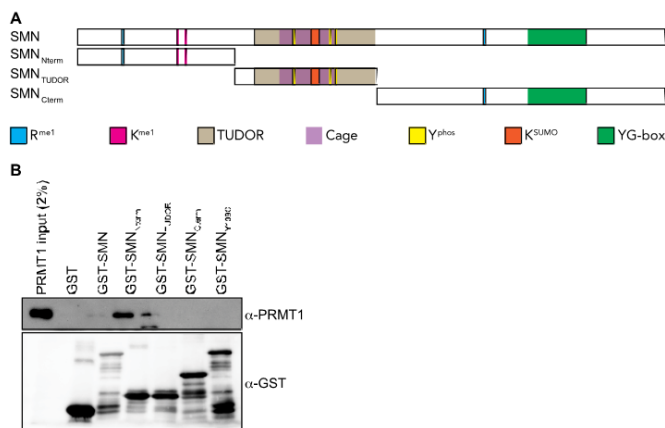 A
SMN
SMN Nterm
SMN TUDOR
SMN Cterm
R me1
K me1
TUDOR
Cage
Y phos
K SUMO
YG-box
B
PRMT1 input (2%)
GST
GST-SMN
GST-SMN
GST-SMN
GST-SMN
GST-SMN
α-PRMT1
α-GST